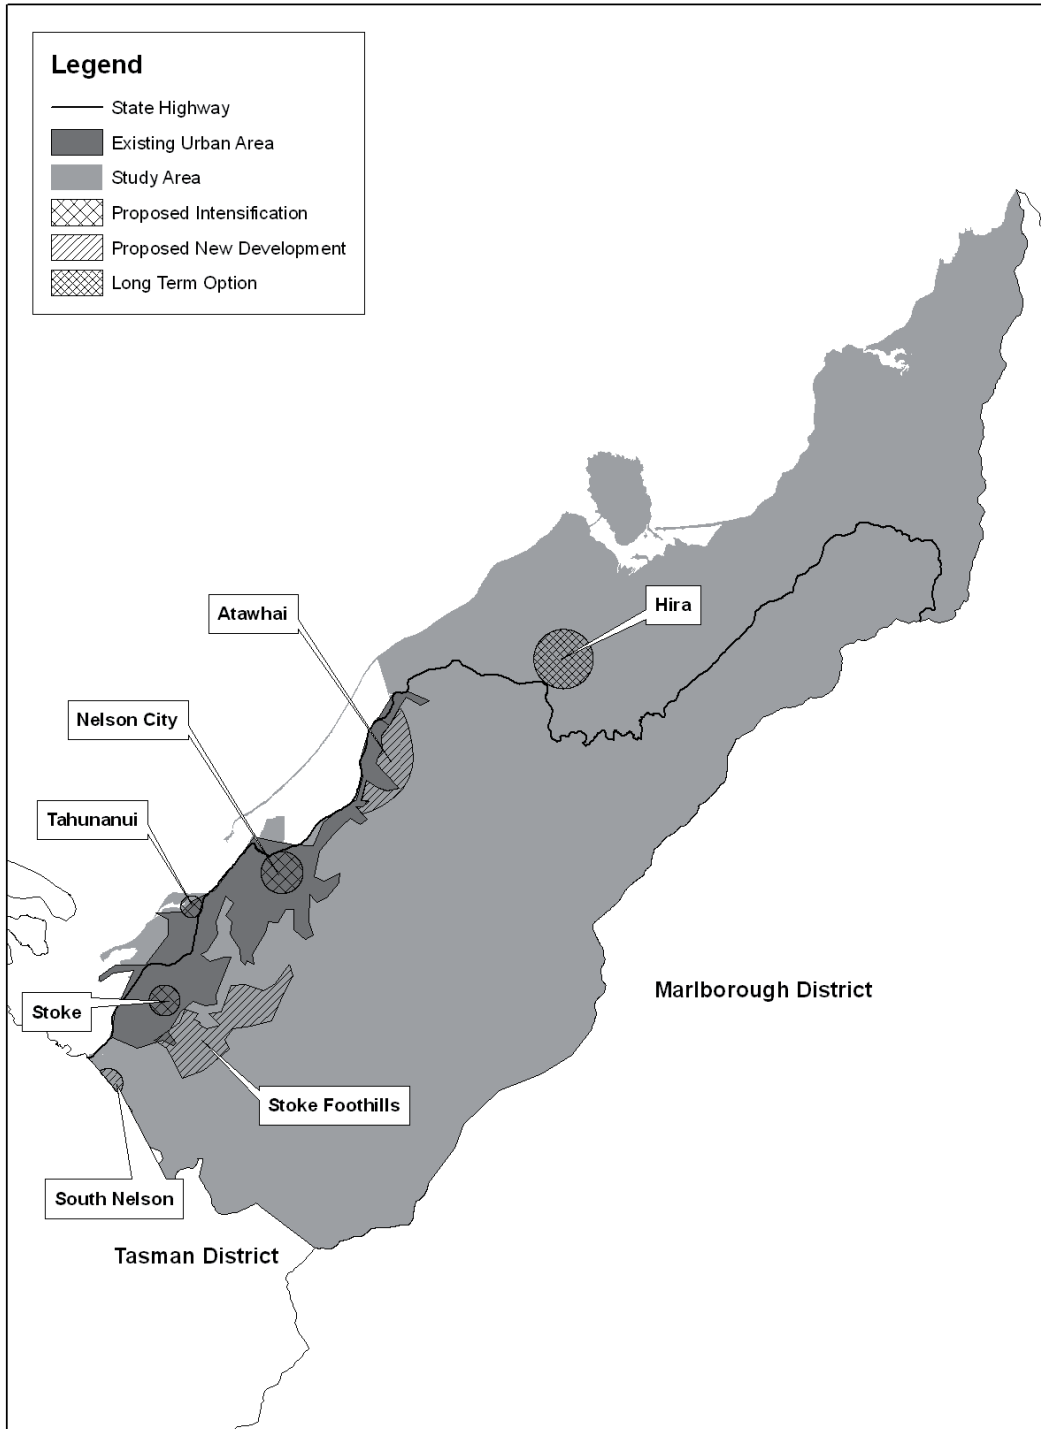 Legend
State Highway
Existing Urban Area
Study Area
Proposed Intensification
Proposed New Development
Long Term Option
Atawhai
Hira
Nelson City
Tahunanui
Marlborough District
Stoke
Stoke Foothills
South Nelson
Tasman District